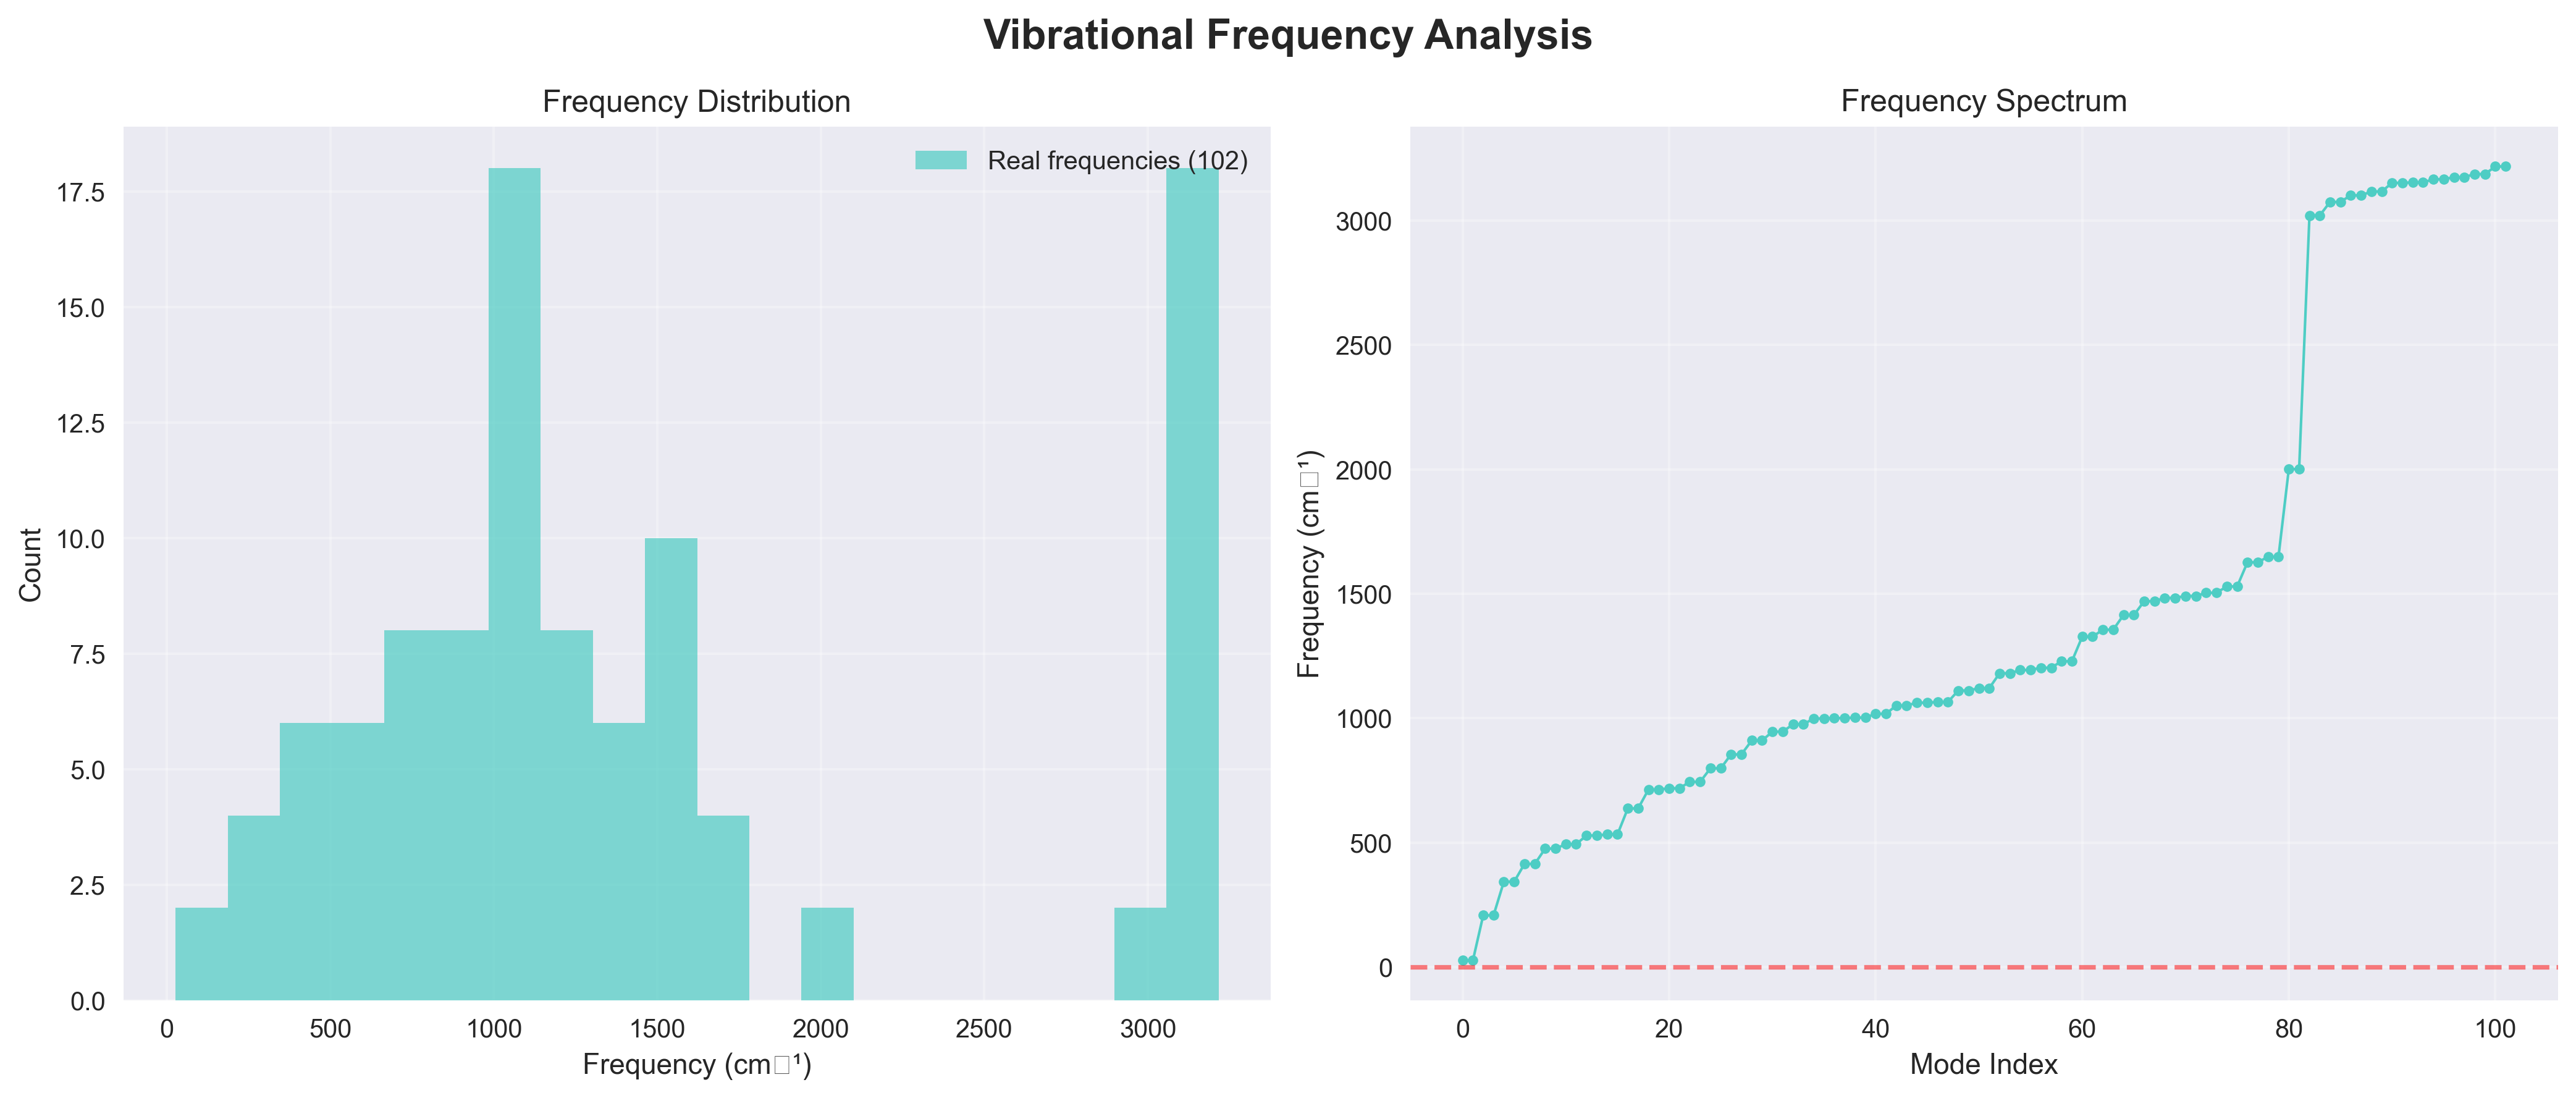 Vibrational Frequency Analysis
Frequency Distribution
Real frequencies (102)
Count
17.5
15.0
12.5
10.0
7.5
5.0
2.5
0.0
0 500 1000 1500 2000 2500 3000
Frequency (cm□¹)
Frequency Spectrum
Frequency (cm□¹)
3000
2500
2000
1500
1000
500
0
0 20 40 60 80 100
Mode Index